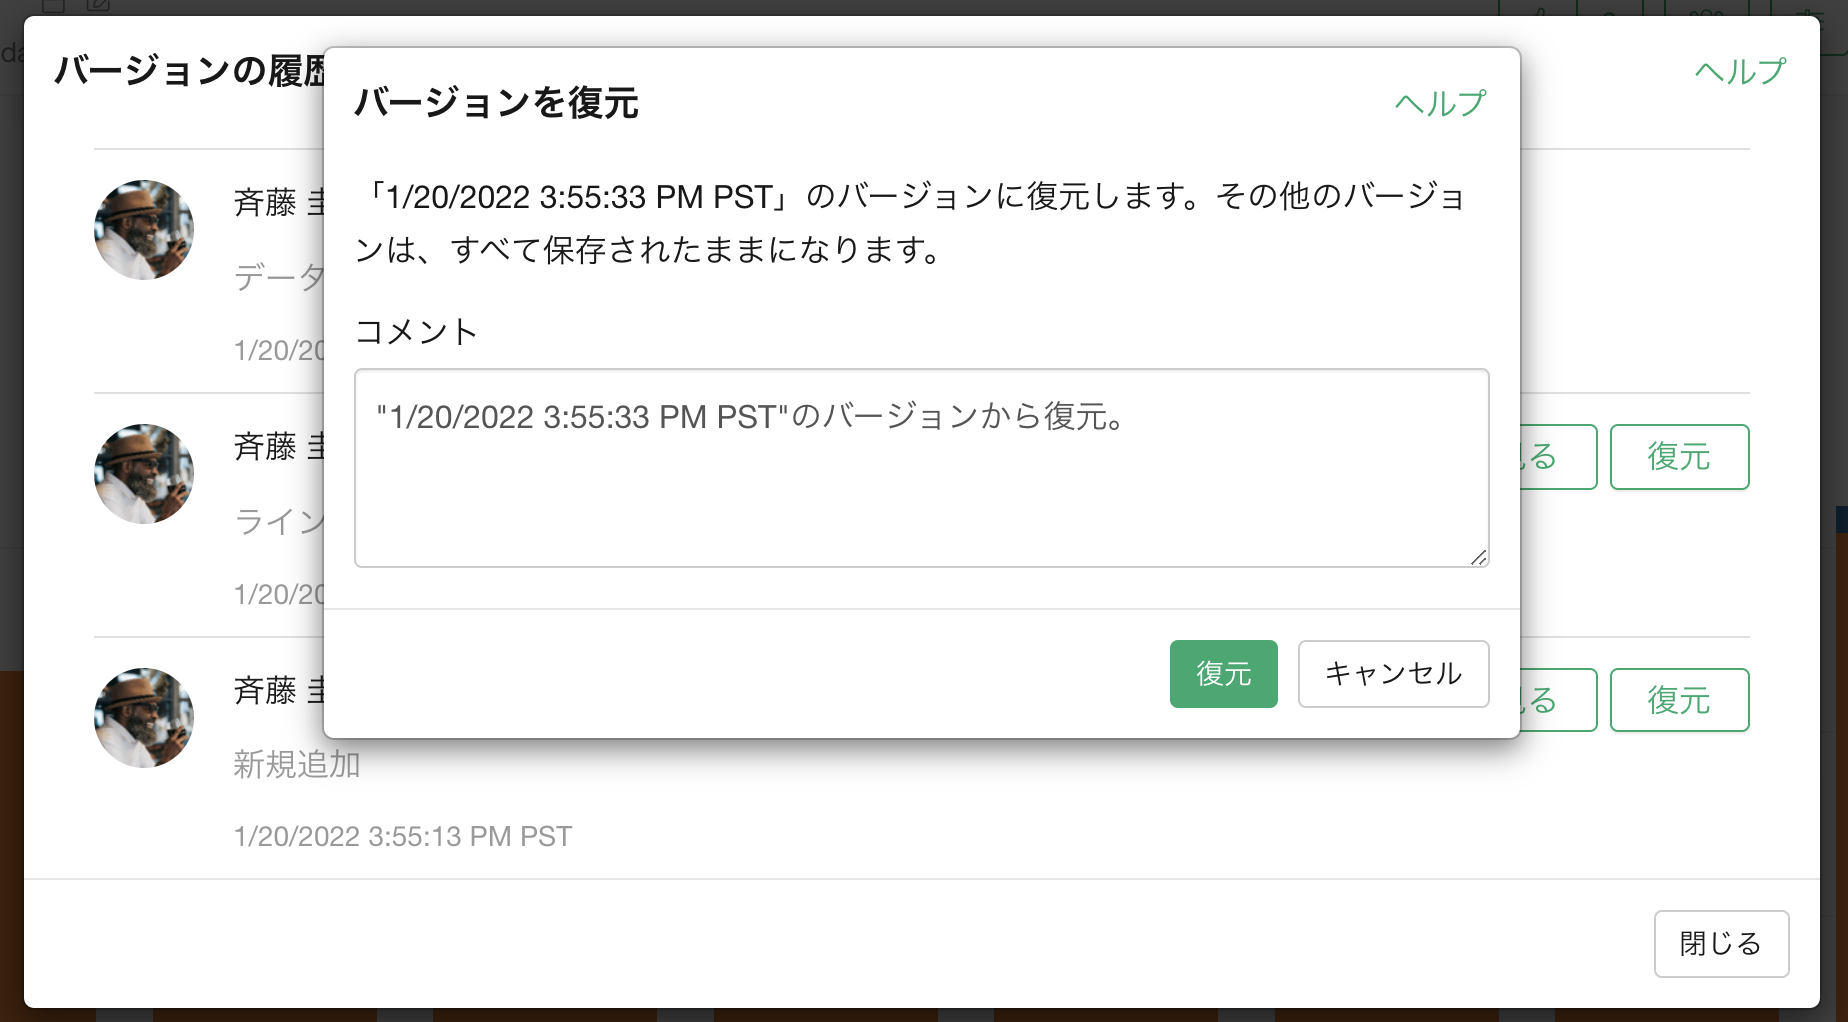 バージョンの履歴
ヘルプ
バージョンを復元
ヘルプ
「1/20/2022 3:55:33 PM PST」のバージョンに復元します。その他のバージョ
ンは、すべて保存されたままになります。
コメント
"1/20/2022 3:55:33 PM PST"のバージョンから復元。
復元
キャンセル
斉藤
データ
1/20/20
斉藤
ライン
1/20/20
る
復元
斉藤
新規追加
1/20/2022 3:55:13 PM PST
る
復元
閉じる